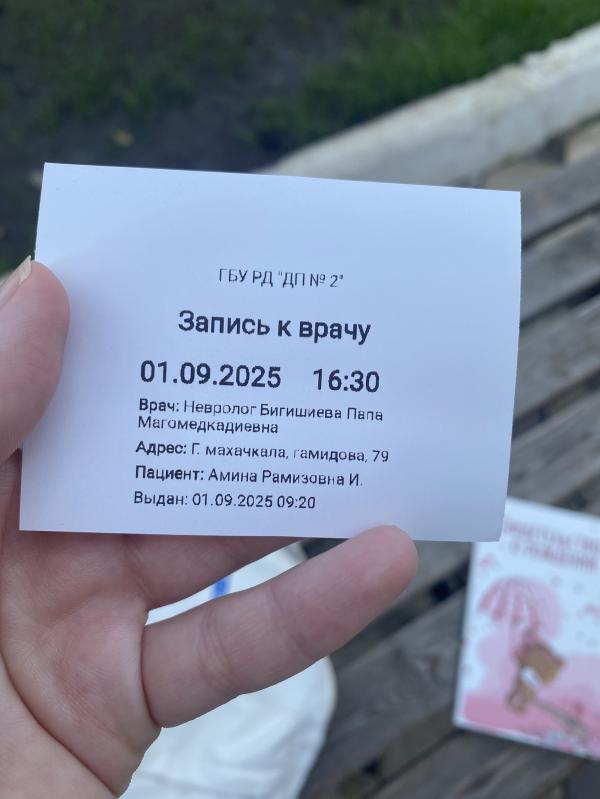 ГБУ РД "ДП № 2"
Запись к врачу
01.09.2025 16:30
Врач: Невролог Бигишиева Папа
Магомедкадиевна
Адрес: Г. махачкала, гамидова, 79
Пациент: Амина Рамизовна И.
Выдан: 01.09.2025 09:20